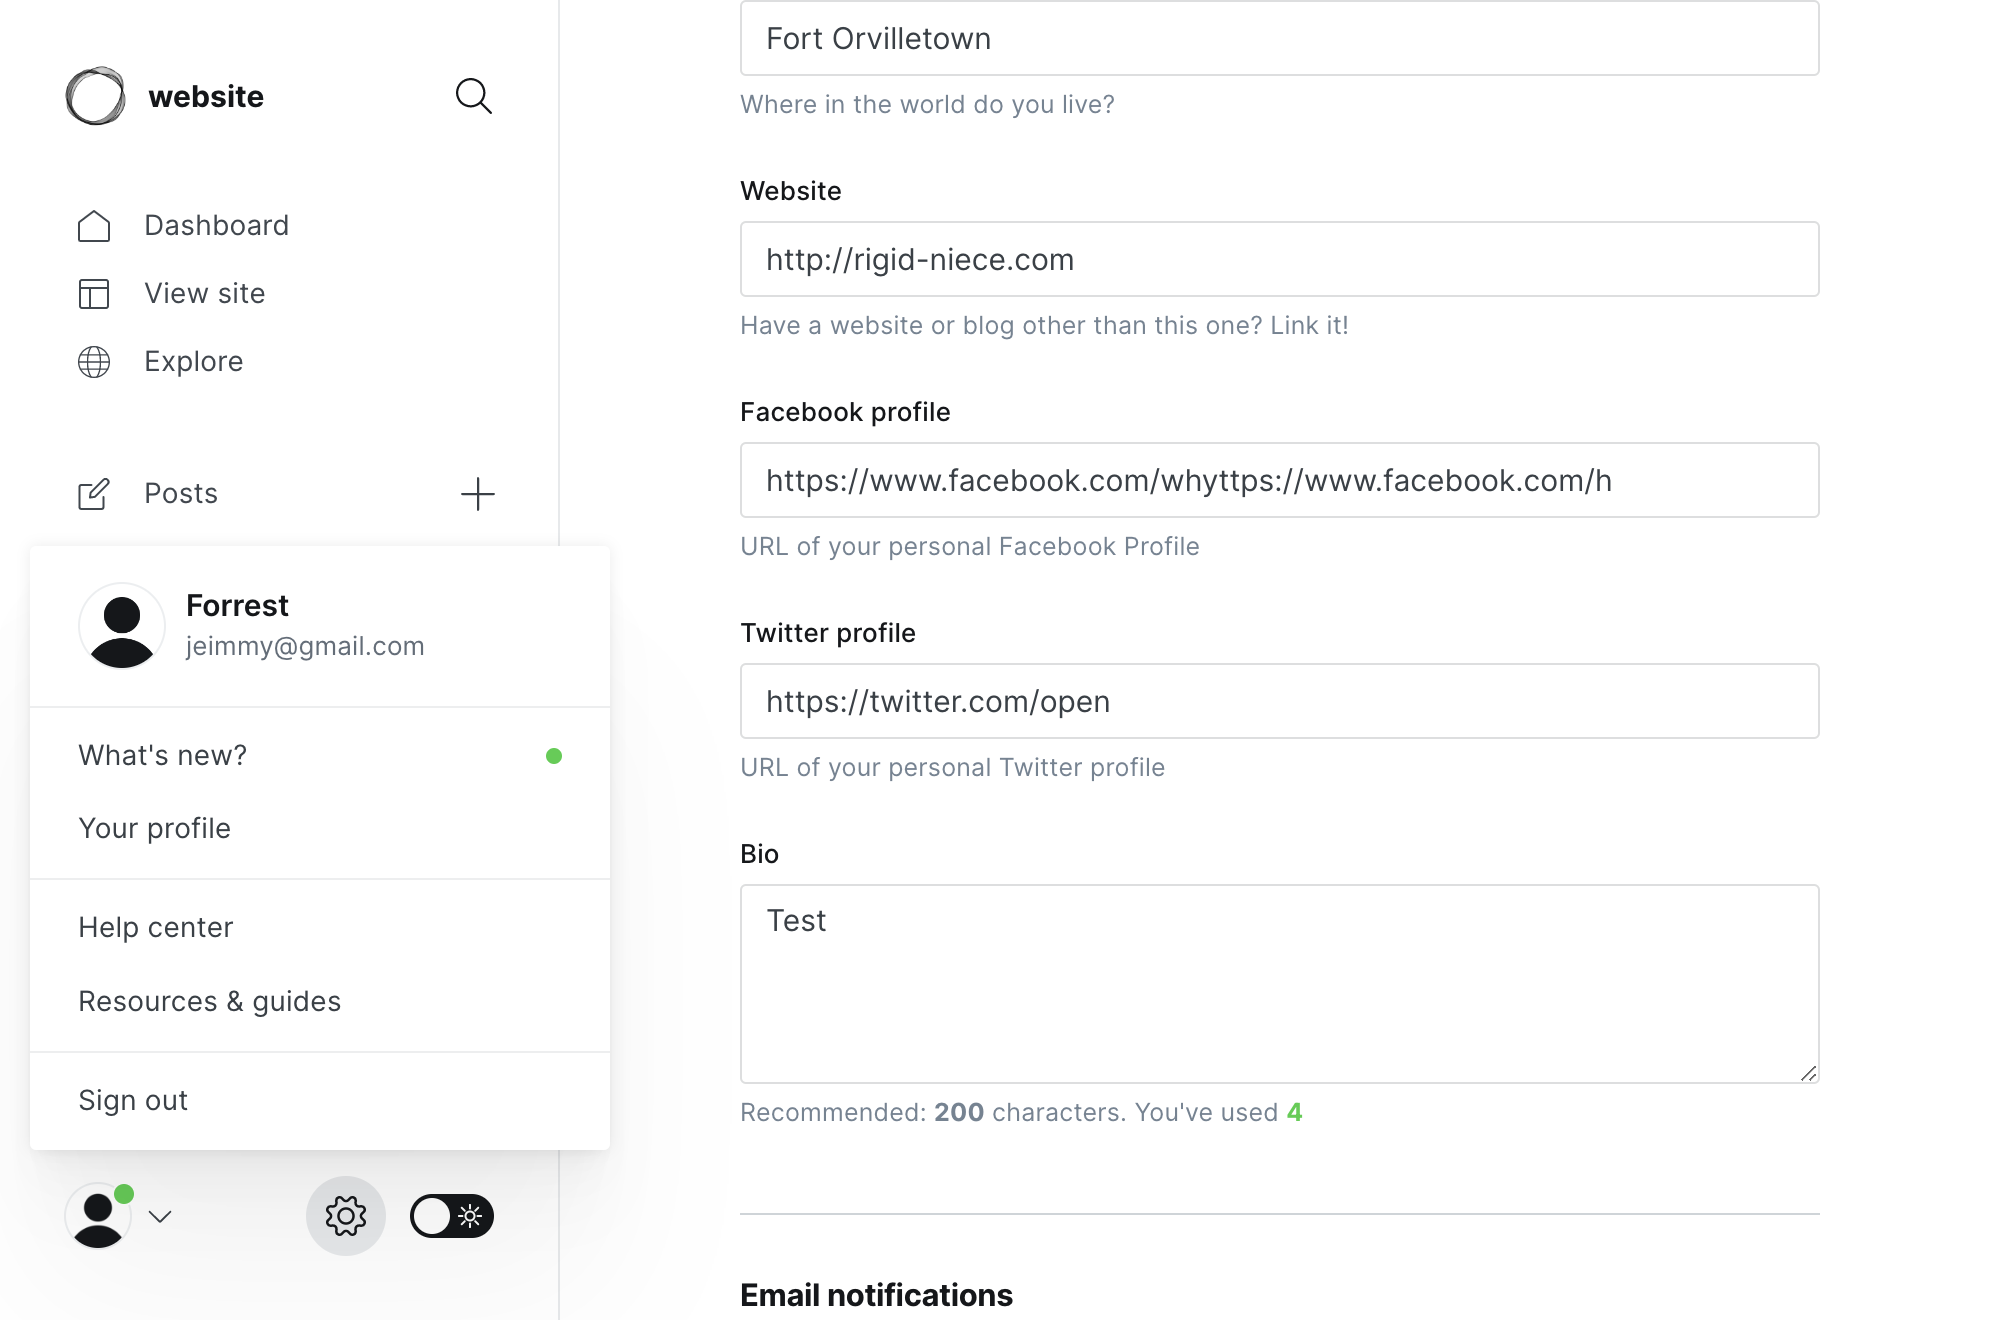 website
Dashboard
View site
Explore
Posts
Forrest
jeimmy@gmail.com
What's new?
Your profile
Help center
Resources & guides
Sign out
Fort Orvilletown
Where in the world do you live?
Website
http://rigid-niece.com
Have a website or blog other than this one? Link it!
Facebook profile
https://www.facebook.com/whyttps://www.facebook.com/h
URL of your personal Facebook Profile
Twitter profile
https://twitter.com/open
URL of your personal Twitter profile
Bio
Test
Recommended: 200 characters. You've used 4
Email notifications